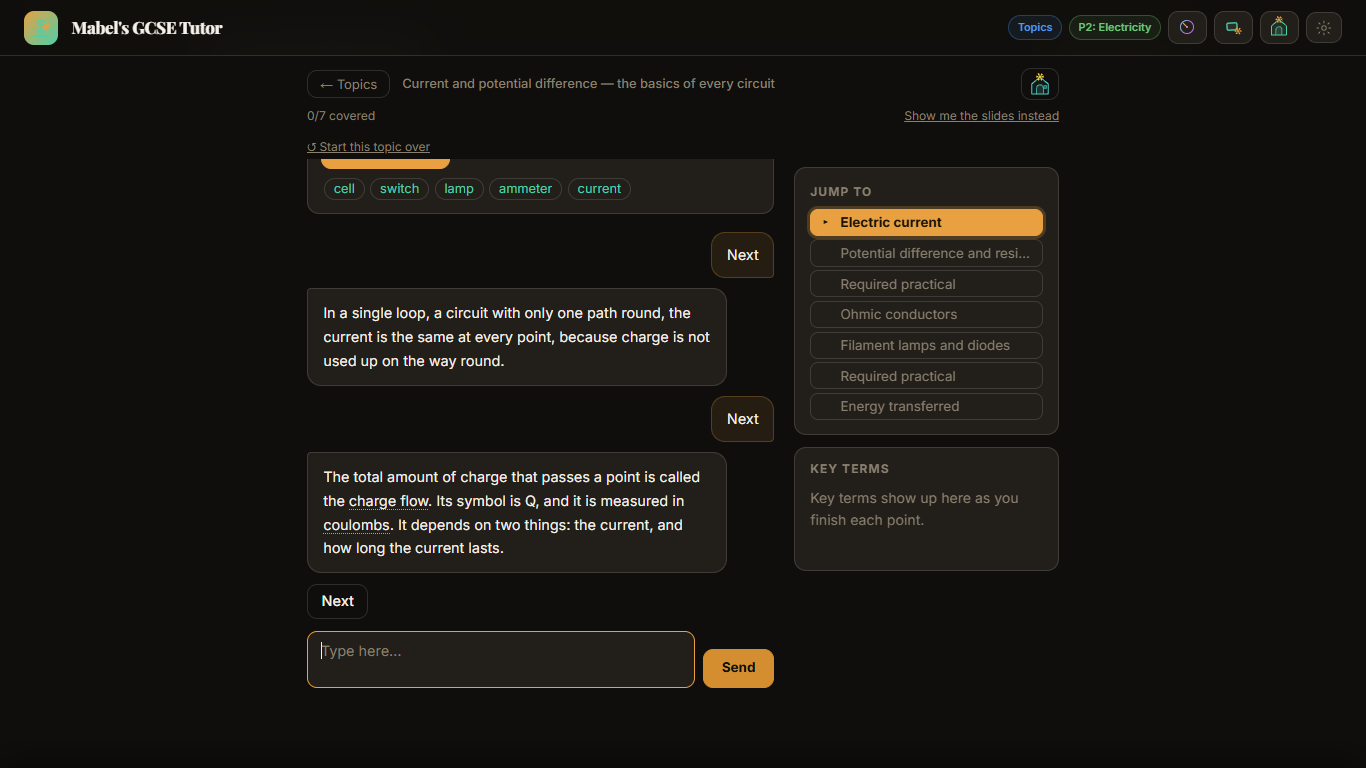 Mabel's GCSE Tutor
Topics
P2: Electricity
← Topics
Current and potential difference — the basics of every circuit
0/7 covered
Show me the slides instead
↺ Start this topic over
cell
switch
lamp
ammeter
current
Next
In a single loop, a circuit with only one path round, the
current is the same at every point, because charge is not
used up on the way round.
Next
The total amount of charge that passes a point is called
the charge flow. Its symbol is Q, and it is measured in
coulombs. It depends on two things: the current, and
how long the current lasts.
Next
Type here...
Send
JUMP TO
Electric current
Potential difference and resi...
Required practical
Ohmic conductors
Filament lamps and diodes
Required practical
Energy transferred
KEY TERMS
Key terms show up here as you
finish each point.